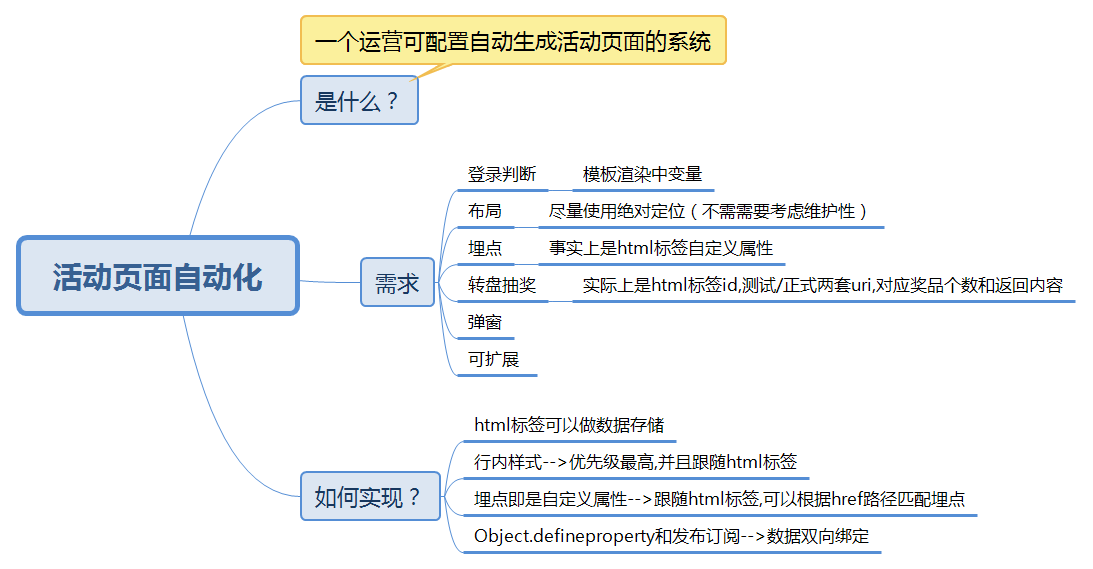 一个运营可配置自动生成活动页面的系统
是什么？
活动页面自动化
需求
登录判断
模板渲染中变量
布局
尽量使用绝对定位（不需需要考虑维护性）
埋点
事实上是html标签自定义属性
转盘抽奖
实际上是html标签id,测试/正式两套uri,对应奖品个数和返回内容
弹窗
可扩展
如何实现？
html标签可以做数据存储
行内样式-->优先级最高,并且跟随html标签
埋点即是自定义属性-->跟随html标签,可以根据href路径匹配埋点
Object.defineproperty和发布订阅-->数据双向绑定